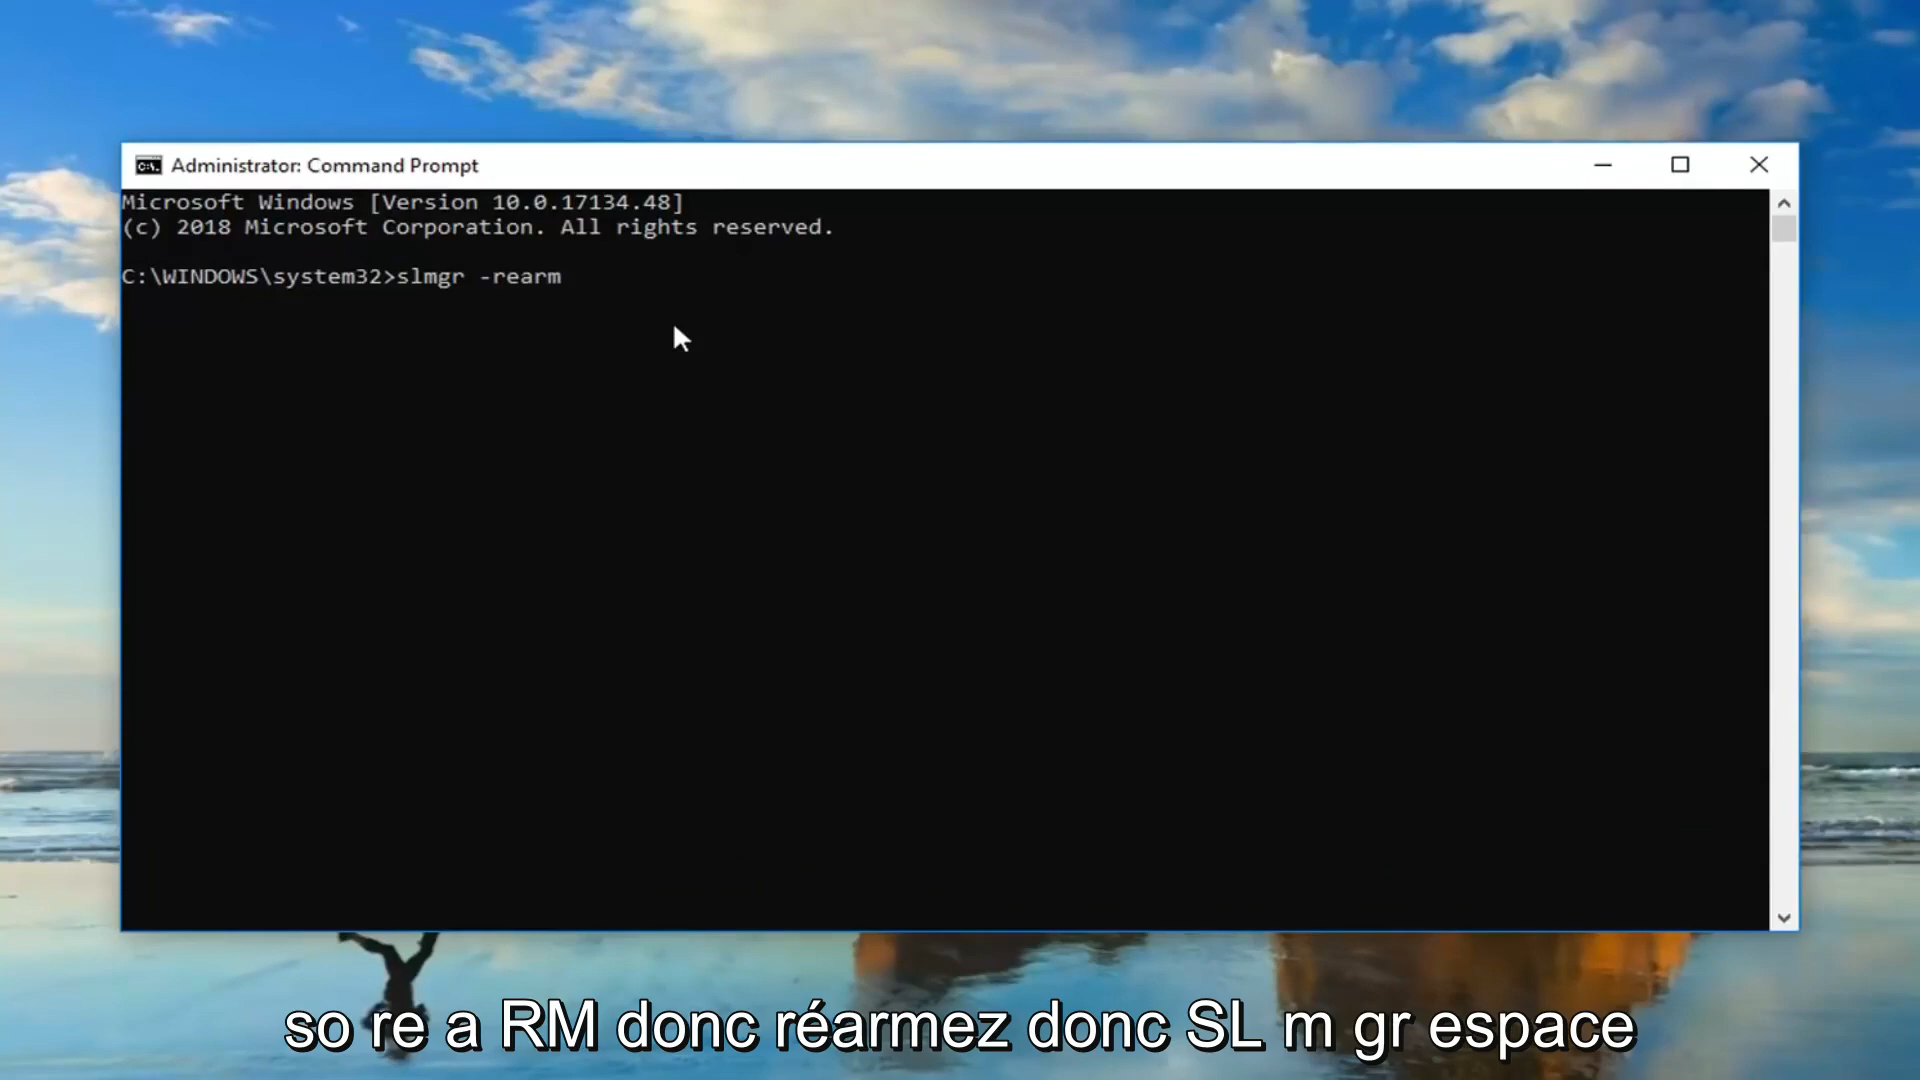 Administrator: Command Prompt
Microsoft Windows [Version 10.0.17134.48]
(c) 2018 Microsoft Corporation. All rights reserved.
C:\WINDOWS\system32>slmgr -rearm
so re a RM donc réarmez donc SL m gr espace